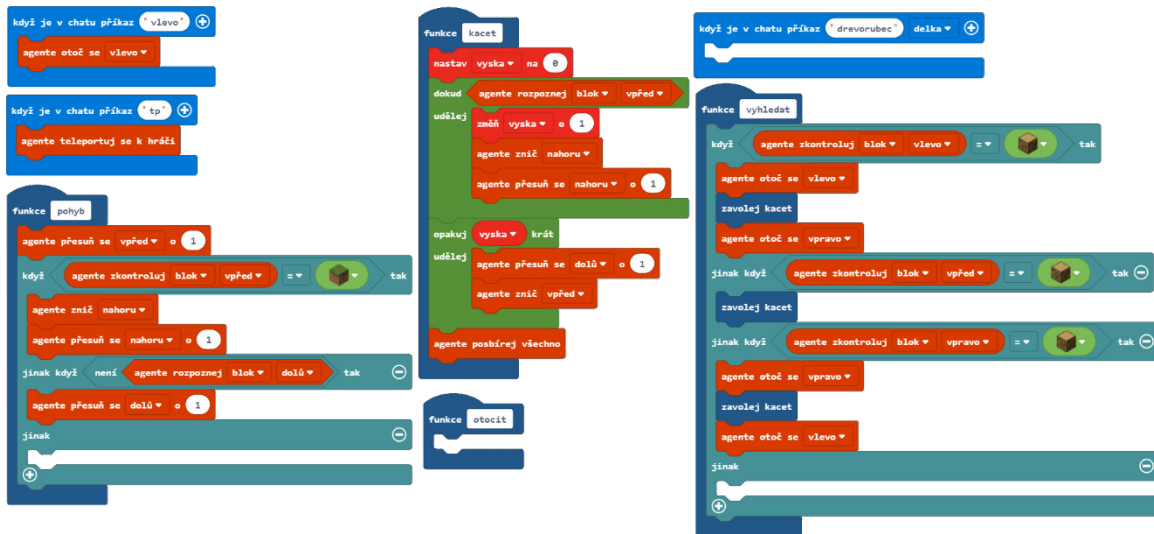 když je v chatu příkaz "vlevo"
agente otoč se vlevo
když je v chatu příkaz "tp"
agente teleportuj se k hráči
funkce pohyb
agente přesuň se vpřed o 1
když agente zkontroluj blok vpřed = tak
agente znič nahoru
agente přesuň se nahoru o 1
jinak když není agente rozpoznej blok dolů tak
agente přesuň se dolů o 1
jinak
funkce kacet
nastav vyska na 0
dokud agente rozpoznej blok vpřed
udělej
změň vyska o 1
agente znič nahoru
agente přesuň se nahoru o 1
opakuj vyska krát
udělej
agente přesuň se dolů o 1
agente znič vpřed
agente posbírej všechno
funkce otocit
když je v chatu příkaz "drevorubec" delka
funkce vyhledat
když agente zkontroluj blok vlevo = tak
agente otoč se vlevo
zavolej kacet
agente otoč se vpravo
jinak když agente zkontroluj blok vpřed = tak
zavolej kacet
jinak když agente zkontroluj blok vpravo = tak
agente otoč se vpravo
zavolej kacet
agente otoč se vlevo
jinak